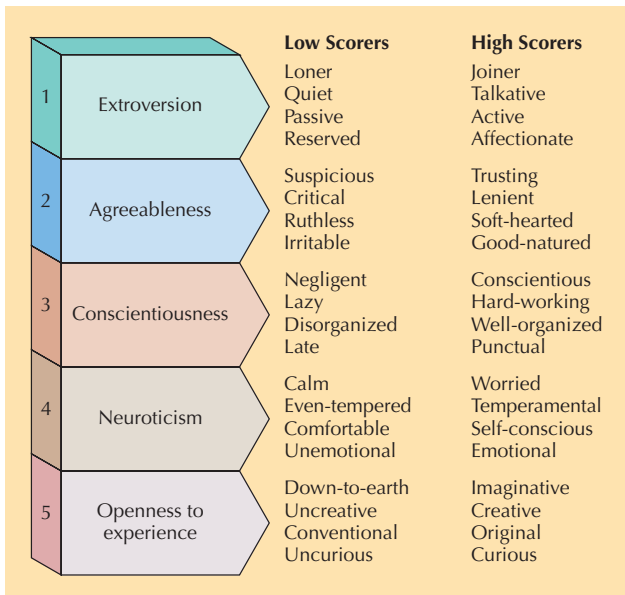 Low Scorers High Scorers
1 Extroversion
Loner Joiner
Quiet Talkative
Passive Active
Reserved Affectionate
2 Agreeableness
Suspicious Trusting
Critical Lenient
Ruthless Soft-hearted
Irritable Good-natured
3 Conscientiousness
Negligent Conscientious
Lazy Hard-working
Disorganized Well-organized
Late Punctual
4 Neuroticism
Calm Worried
Even-tempered Temperamental
Comfortable Self-conscious
Unemotional Emotional
5 Openness to
experience
Down-to-earth Imaginative
Uncreative Creative
Conventional Original
Uncurious Curious